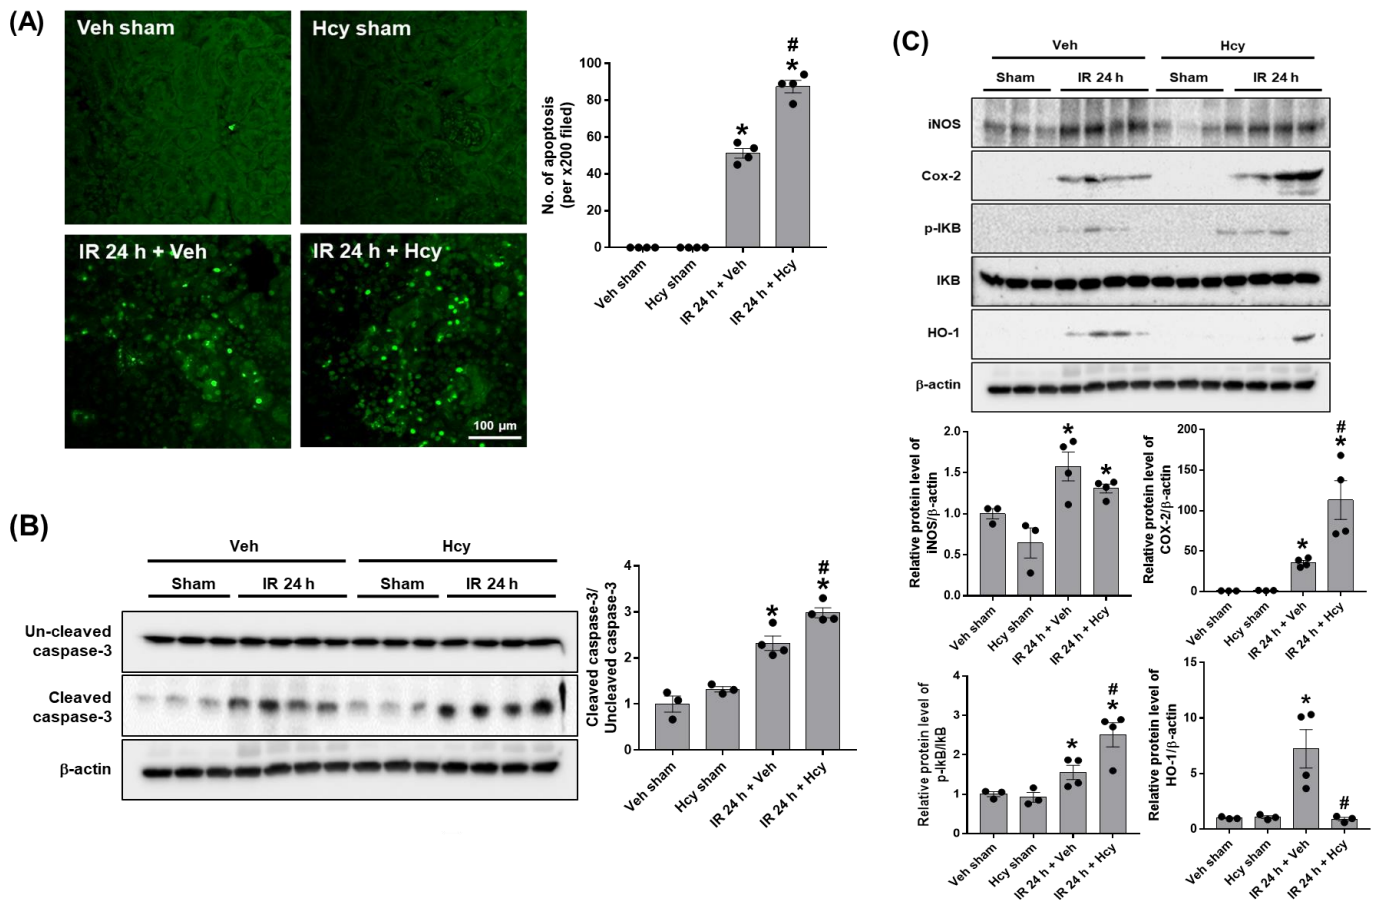 (A)
Veh sham
Hcy sham
IR 24 h + Veh
IR 24 h + Hcy
100 μm
No. of apoptosis
(per x200 filed)
100
80
60
40
20
0
*
#
*
Veh sham
Hcy sham
IR 24 h + Veh
IR 24 h + Hcy
(B)
Veh
Hcy
Sham
IR 24 h
Sham
IR 24 h
Un-cleaved
caspase-3
Cleaved
caspase-3
β-actin
Cleaved caspase-3/
Uncleaved caspase-3
4
3
2
1
0
*
#
*
Veh sham
Hcy sham
IR 24 h + Veh
IR 24 h + Hcy
(C)
Veh
Hcy
Sham
IR 24 h
Sham
IR 24 h
iNOS
Cox-2
p-IKB
IKB
HO-1
β-actin
Relative protein level of
iNOS/β-actin
2.0
1.5
1.0
0.5
0.0
*
*
Veh sham
Hcy sham
IR 24 h + Veh
IR 24 h + Hcy
Relative protein level of
COX-2/β-actin
200
150
100
50
0
*
#
*
Veh sham
Hcy sham
IR 24 h + Veh
IR 24 h + Hcy
Relative protein level of
p-IkB/IkB
4
3
2
1
0
*
#
*
Veh sham
Hcy sham
IR 24 h + Veh
IR 24 h + Hcy
Relative protein level of
HO-1/β-actin
15
10
5
0
*
#
Veh sham
Hcy sham
IR 24 h + Veh
IR 24 h + Hcy